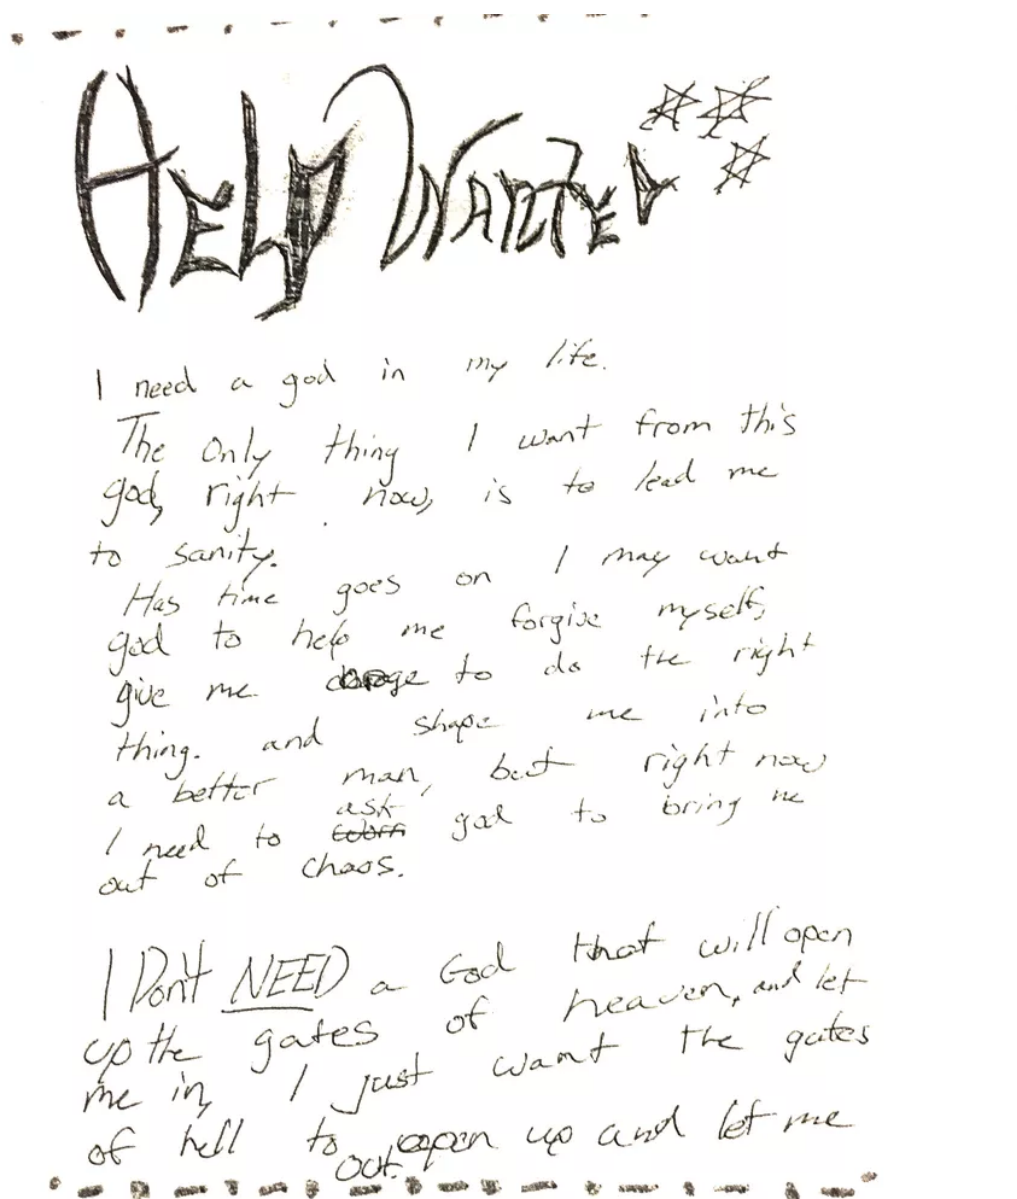 HELP WANTED
I need a god in my life.
The Only thing I want from this
god, right now, is to lead me
to sanity.
Has time goes on I may want
god to help me forgive myself,
give me to do the right
thing. and shape me into
a better man, but right now
I need to ask god to bring me
out of chaos.
I Don't NEED a God that will open
up the gates of heaven, and let
me in, I just want the gates
of hell to open up and let me
out.